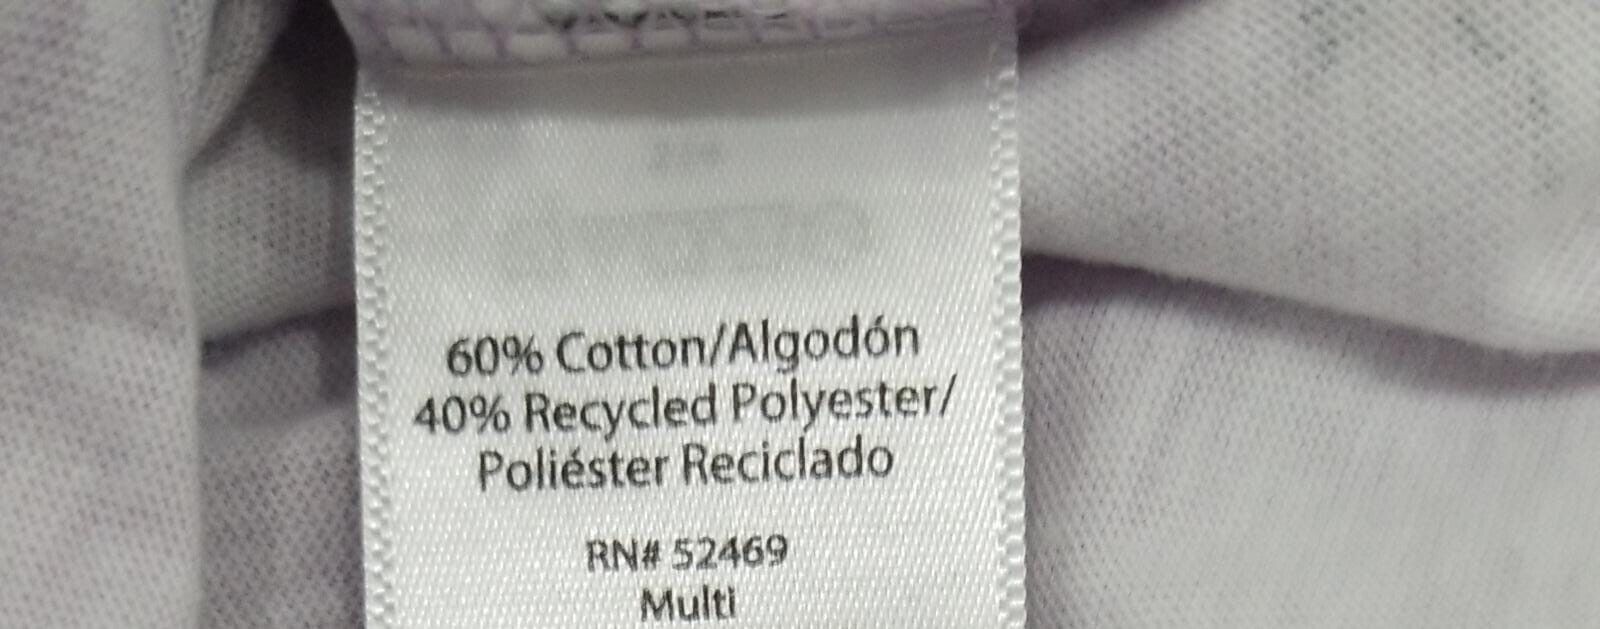 60% Cotton/Algodón
40% Recycled Polyester/
Poliéster Reciclado
RN# 52469
Multi